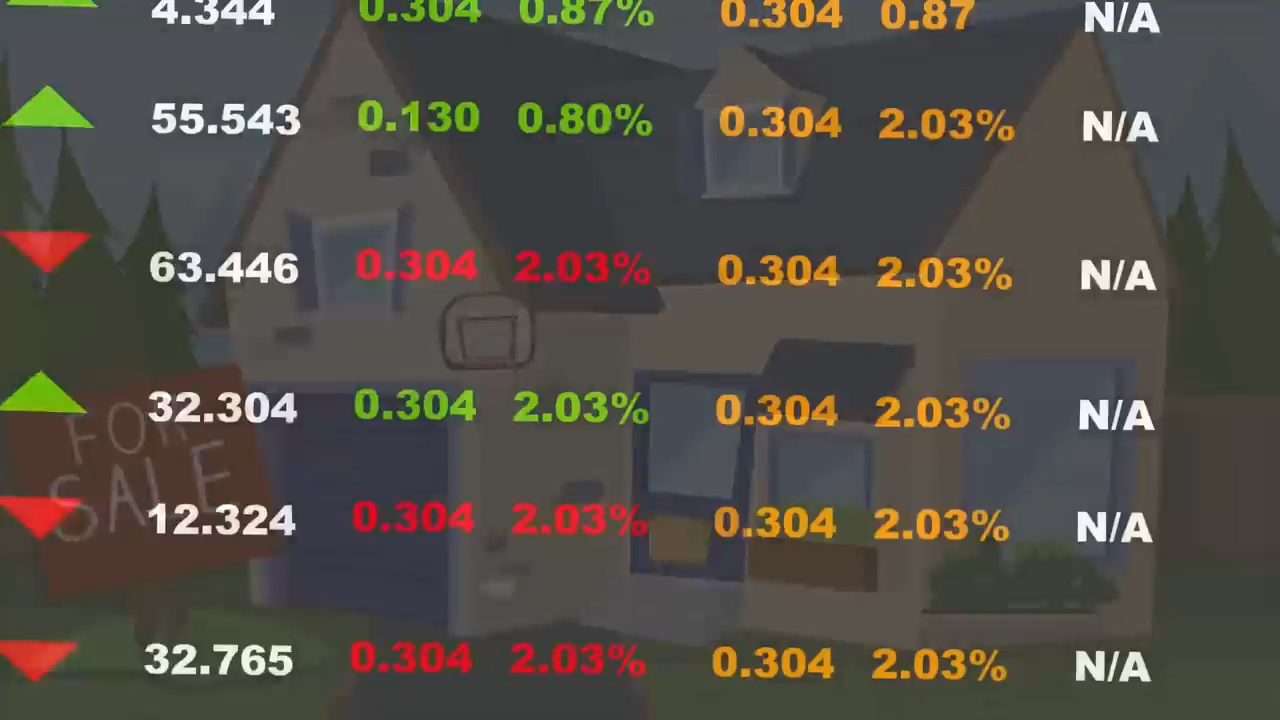 4.344 0.304 0.87% 0.304 0.87 N/A
55.543 0.130 0.80% 0.304 2.03% N/A
63.446 0.304 2.03% 0.304 2.03% N/A
32.304 0.304 2.03% 0.304 2.03% N/A
12.324 0.304 2.03% 0.304 2.03% N/A
32.765 0.304 2.03% 0.304 2.03% N/A
FOR
SALE